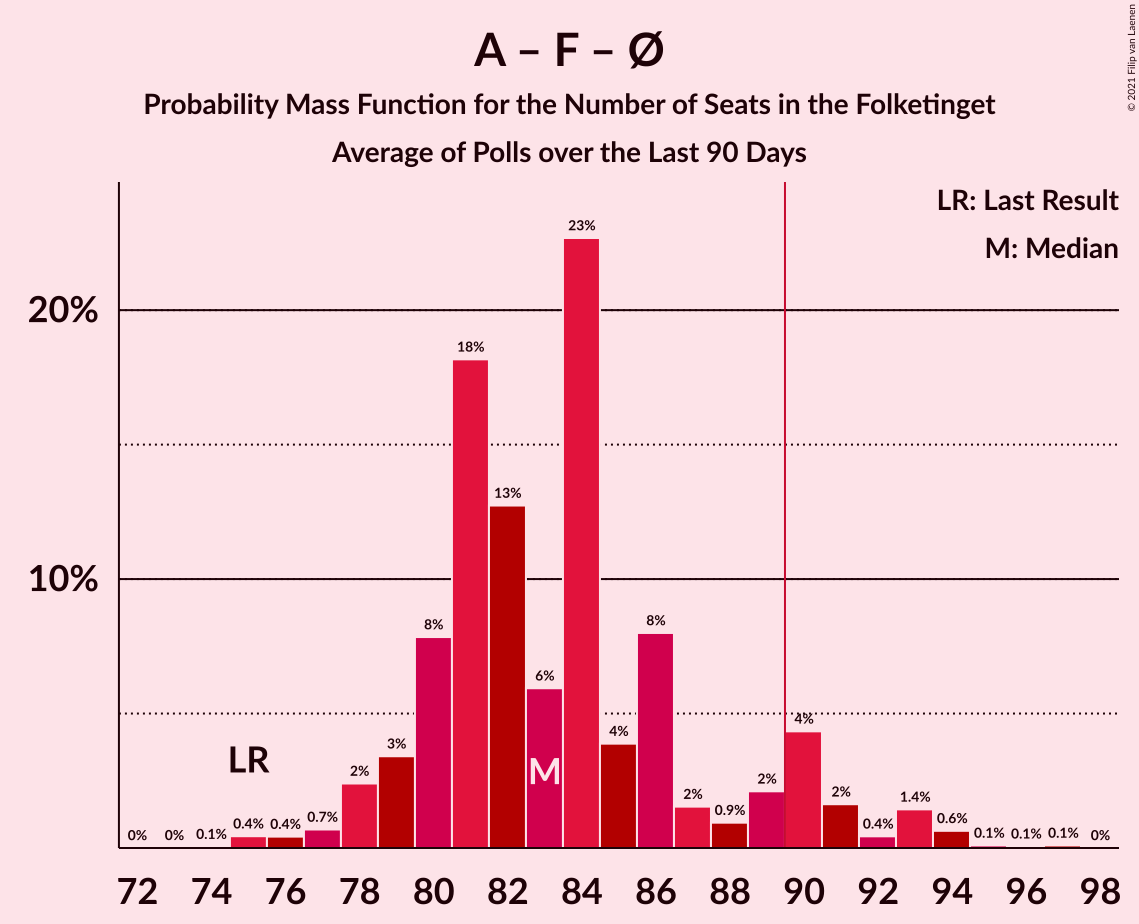 A – F – Ø
Probability Mass Function for the Number of Seats in the Folketinget
Average of Polls over the Last 90 Days
© 2021 Filip van Laenen
LR: Last Result
M: Median
20%
10%
0% 0% 0.1% 0.4% 0.4% 0.7% 2% 3% 8% 18% 13% 6% 23% 4% 8% 2% 0.9% 2% 4% 2% 0.4% 1.4% 0.6% 0.1% 0.1% 0.1% 0%
LR
M
72 74 76 78 80 82 84 86 88 90 92 94 96 98